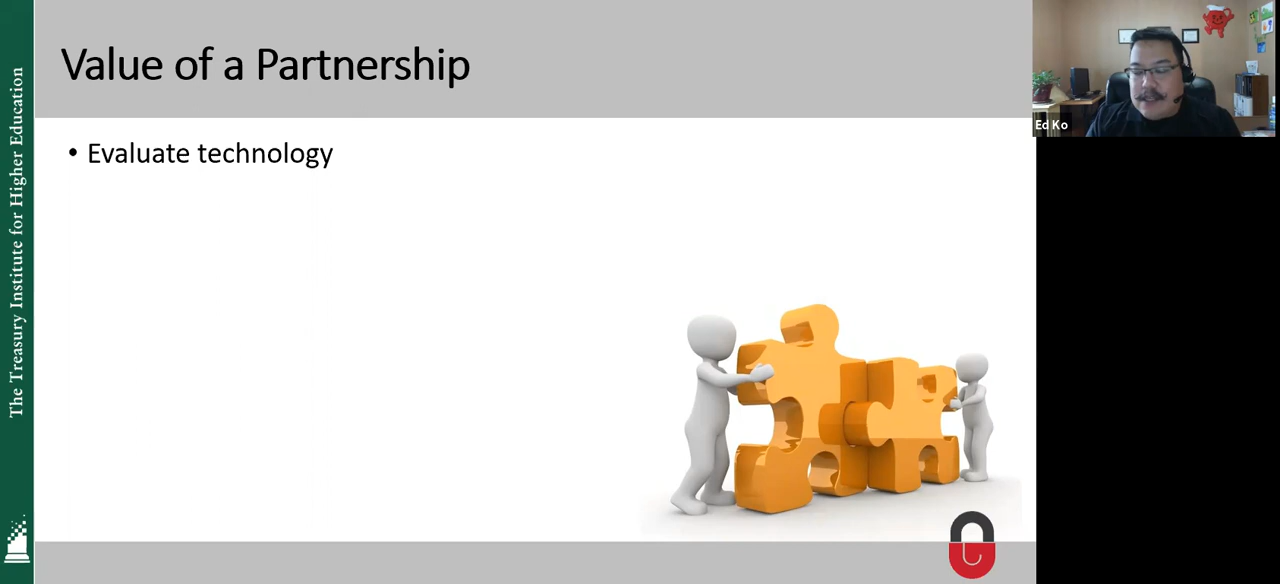 The Treasury Institute for Higher Education
Value of a Partnership
• Evaluate technology
Ed Ko